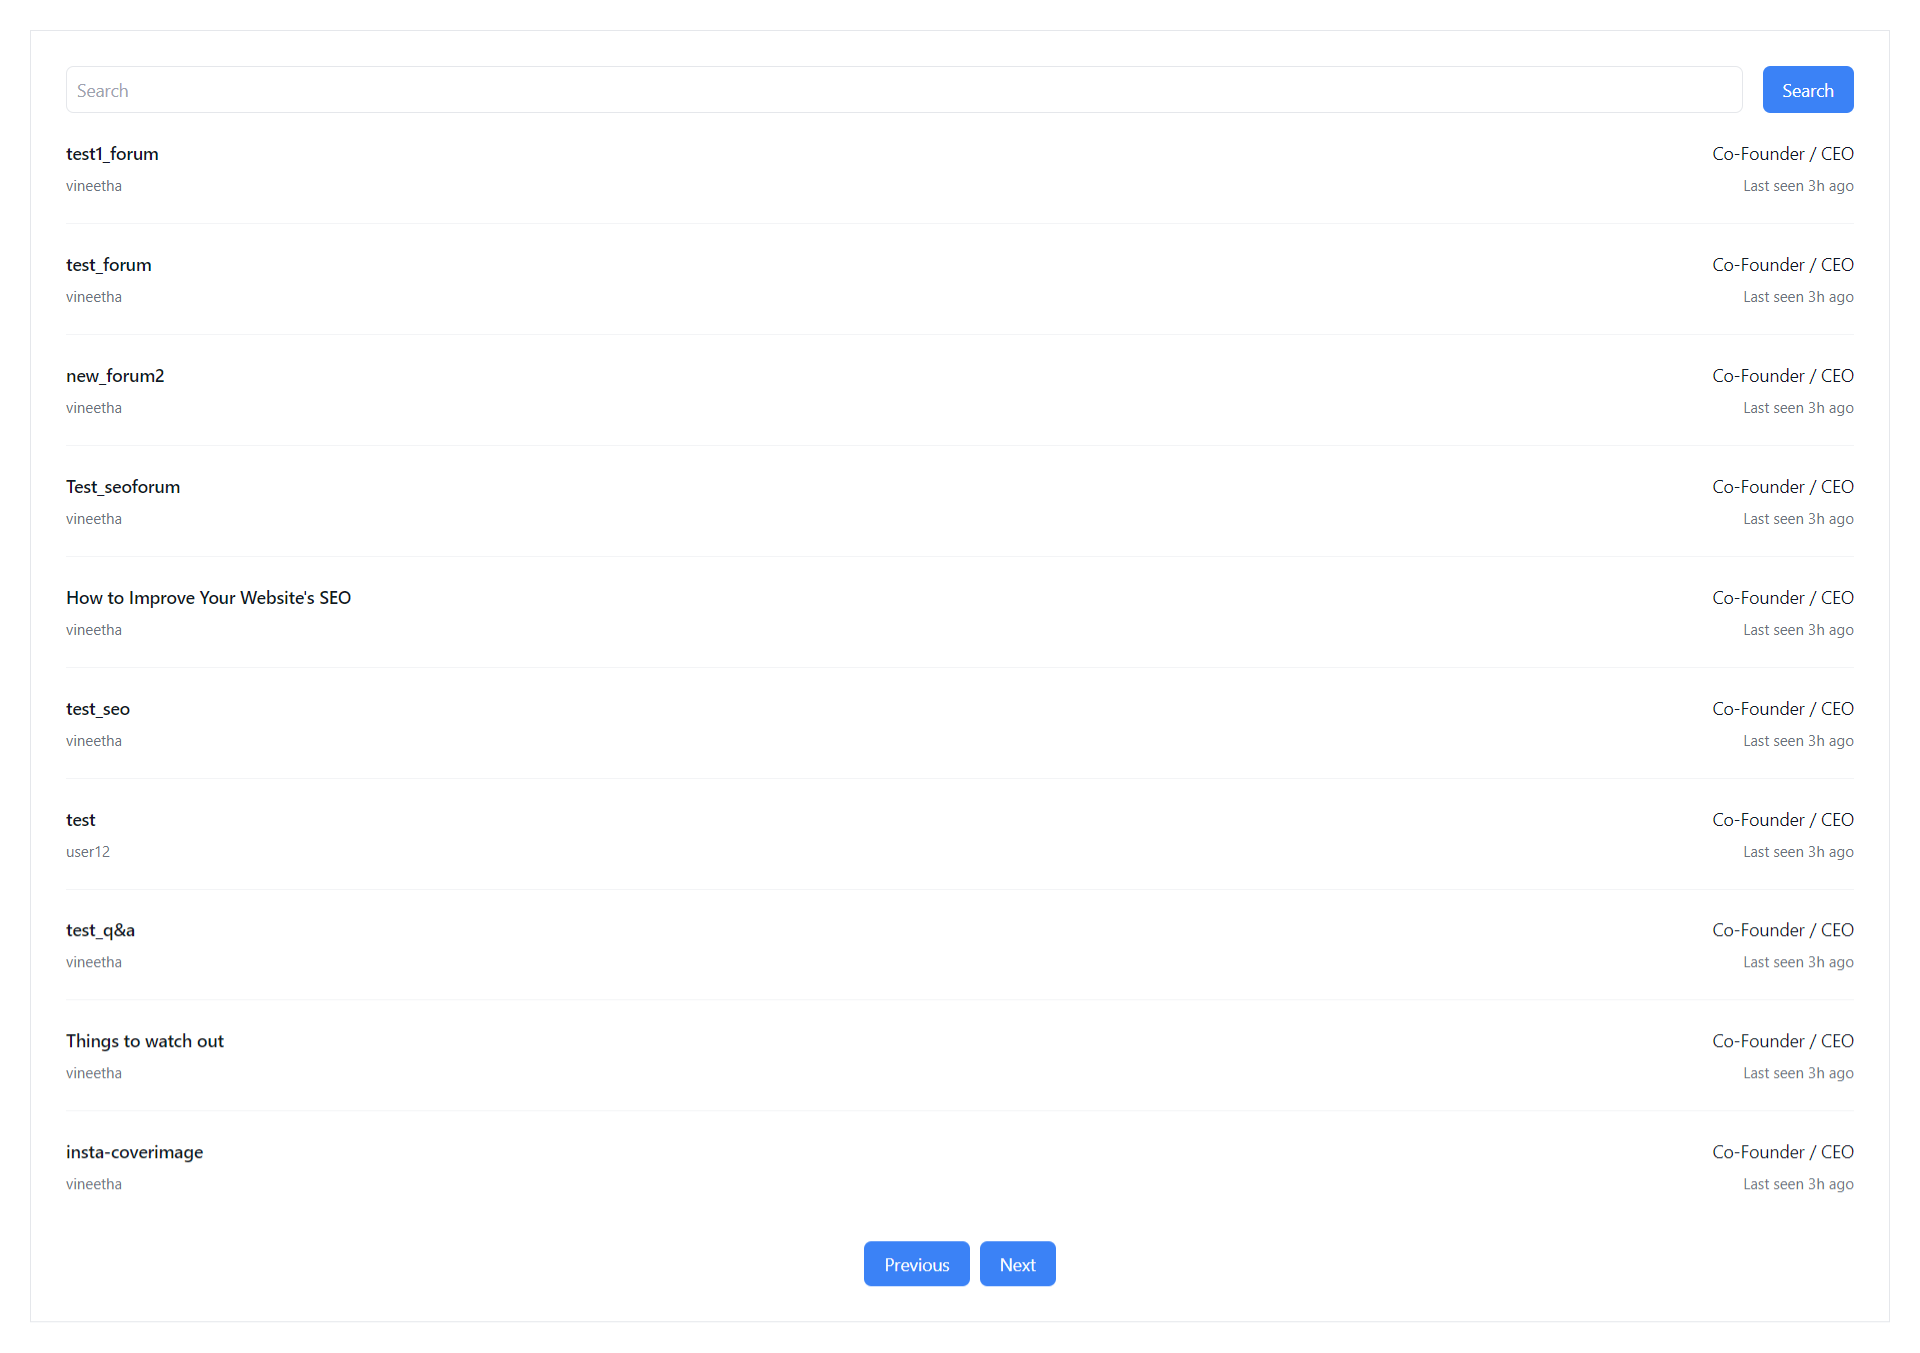 Search
Search
test1_forum
Co-Founder / CEO
vineetha
Last seen 3h ago
test_forum
Co-Founder / CEO
vineetha
Last seen 3h ago
new_forum2
Co-Founder / CEO
vineetha
Last seen 3h ago
Test_seoforum
Co-Founder / CEO
vineetha
Last seen 3h ago
How to Improve Your Website's SEO
Co-Founder / CEO
vineetha
Last seen 3h ago
test_seo
Co-Founder / CEO
vineetha
Last seen 3h ago
test
Co-Founder / CEO
user12
Last seen 3h ago
test_q&a
Co-Founder / CEO
vineetha
Last seen 3h ago
Things to watch out
Co-Founder / CEO
vineetha
Last seen 3h ago
insta-coverimage
Co-Founder / CEO
vineetha
Last seen 3h ago
Previous
Next